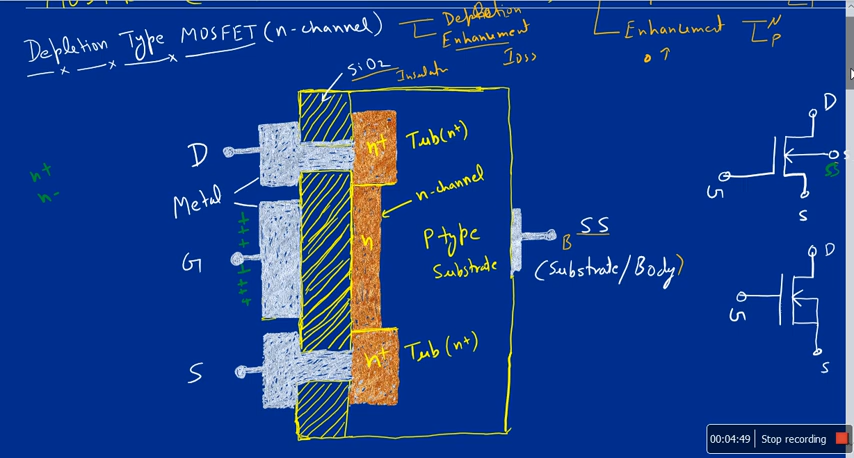 Depletion Type MOSFET (n-channel)
Depletion
Enhancement
IDSS
Enhancement
N
P
SiO2
Insulator
D
Metal
G
S
n+
n-
++++ ++++
n+
Tub (n+)
n-channel
n
P type
Substrate
n+
Tub (n+)
B SS
(Substrate/Body)
D
G
S
SS
S
D
G
S
00:04:49 Stop recording